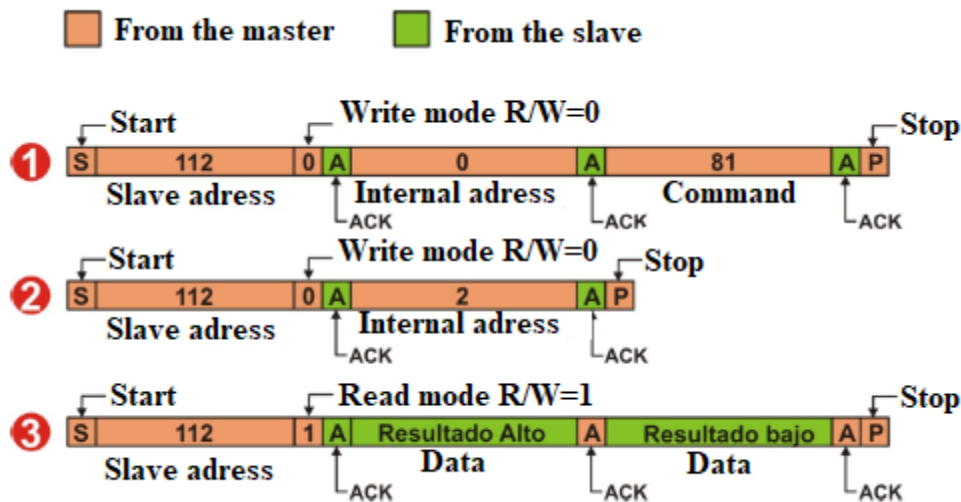 From the master From the slave
Start Write mode R/W=0 Stop
1 S 112 0 A 0 A 81 A P
Slave adress Internal adress Command
ACK ACK ACK
Start Write mode R/W=0 Stop
2 S 112 0 A 2 A P
Slave adress Internal adress
ACK ACK
Start Read mode R/W=1 Stop
3 S 112 1 A Resultado Alto A Resultado bajo A P
Slave adress Data Data
ACK ACK ACK